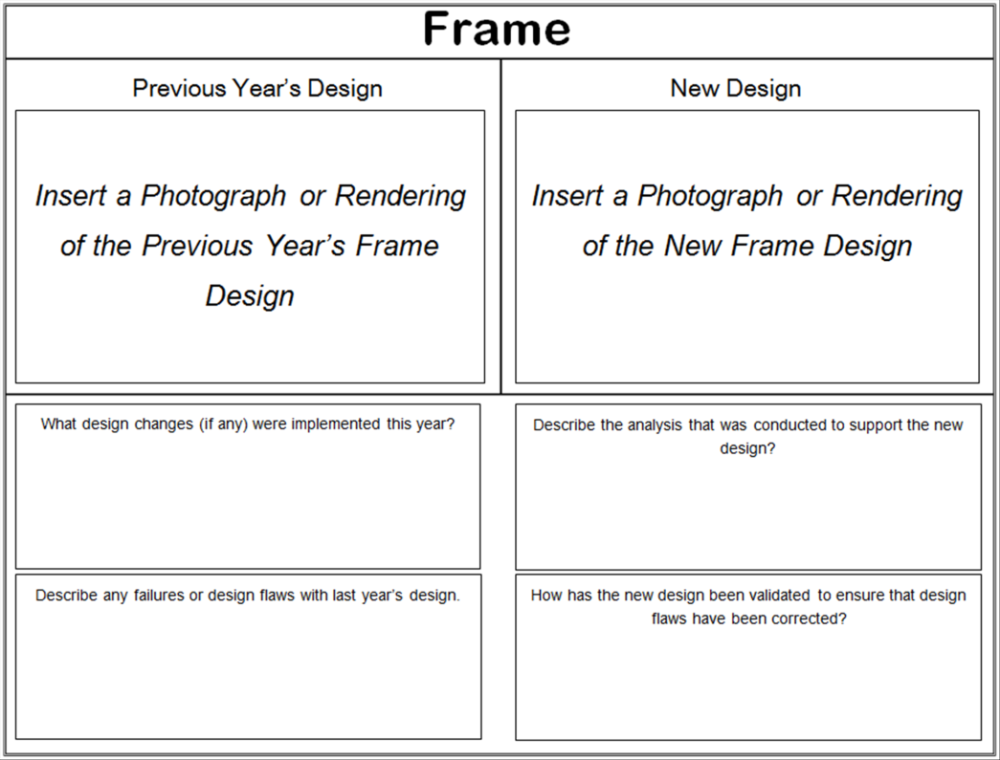 Frame
Previous Year’s Design
New Design
Insert a Photograph or Rendering
of the Previous Year’s Frame
Design
Insert a Photograph or Rendering
of the New Frame Design
What design changes (if any) were implemented this year?
Describe the analysis that was conducted to support the new
design?
Describe any failures or design flaws with last year’s design.
How has the new design been validated to ensure that design
flaws have been corrected?